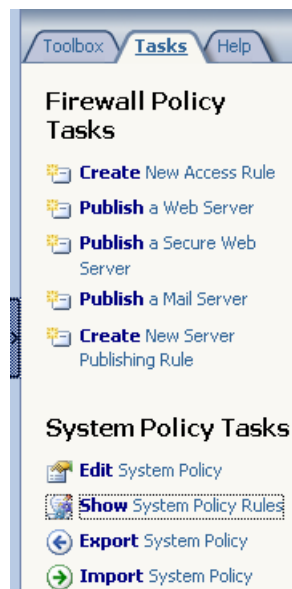 Toolbox Tasks Help
Firewall Policy
Tasks
Create New Access Rule
Publish a Web Server
Publish a Secure Web
Server
Publish a Mail Server
Create New Server
Publishing Rule
System Policy Tasks
Edit System Policy
Show System Policy Rules
Export System Policy
Import System Policy